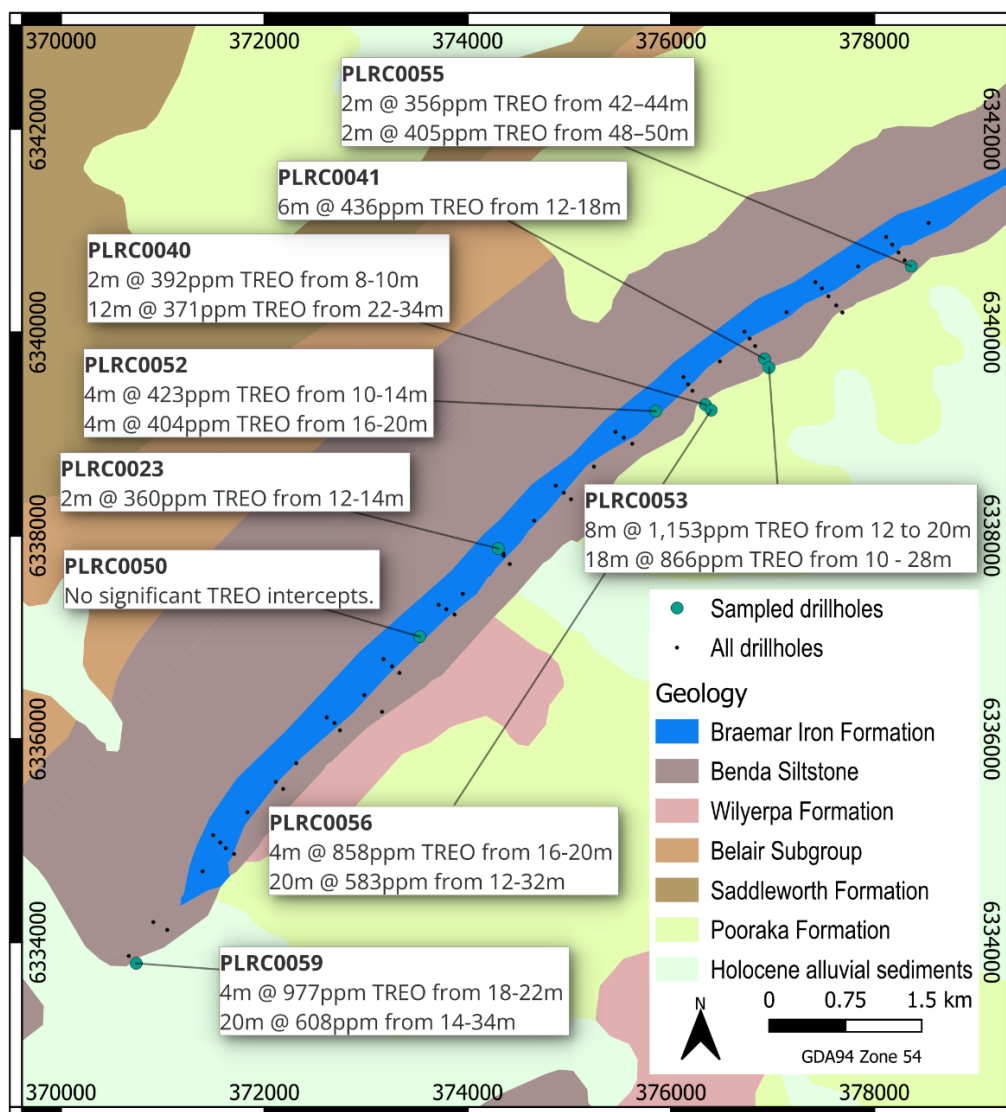 370000
372000
374000
376000
378000
PLRC0055
2m @ 356ppm TREO from 42–44m
2m @ 405ppm TREO from 48–50m
6342000
6342000
PLRC0041
6m @ 436ppm TREO from 12-18m
PLRC0040
2m @ 392ppm TREO from 8-10m
12m @ 371ppm TREO from 22-34m
6340000
6340000
PLRC0052
4m @ 423ppm TREO from 10-14m
4m @ 404ppm TREO from 16-20m
PLRC0023
2m @ 360ppm TREO from 12-14m
PLRC0053
8m @ 1,153ppm TREO from 12 to 20m
18m @ 866ppm TREO from 10 - 28m
6338000
6338000
PLRC0050
No significant TREO intercepts.
Sampled drillholes
All drillholes
Geology
Braemar Iron Formation
Benda Siltstone
Wilyerpa Formation
Belair Subgroup
Saddleworth Formation
Pooraka Formation
Holocene alluvial sediments
6336000
6336000
PLRC0056
4m @ 858ppm TREO from 16-20m
20m @ 583ppm from 12-32m
6334000
6334000
PLRC0059
4m @ 977ppm TREO from 18-22m
20m @ 608ppm from 14-34m
N
0 0.75 1.5 km
GDA94 Zone 54
370000
372000
374000
376000
378000